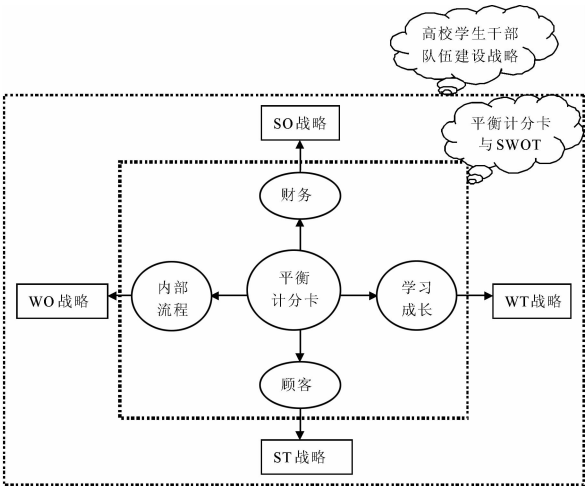 高校学生干部
队伍建设战略
平衡计分卡
与SWOT
SO战略
财务
内部
流程
平衡
计分卡
学习
成长
WO战略
WT战略
顾客
ST战略